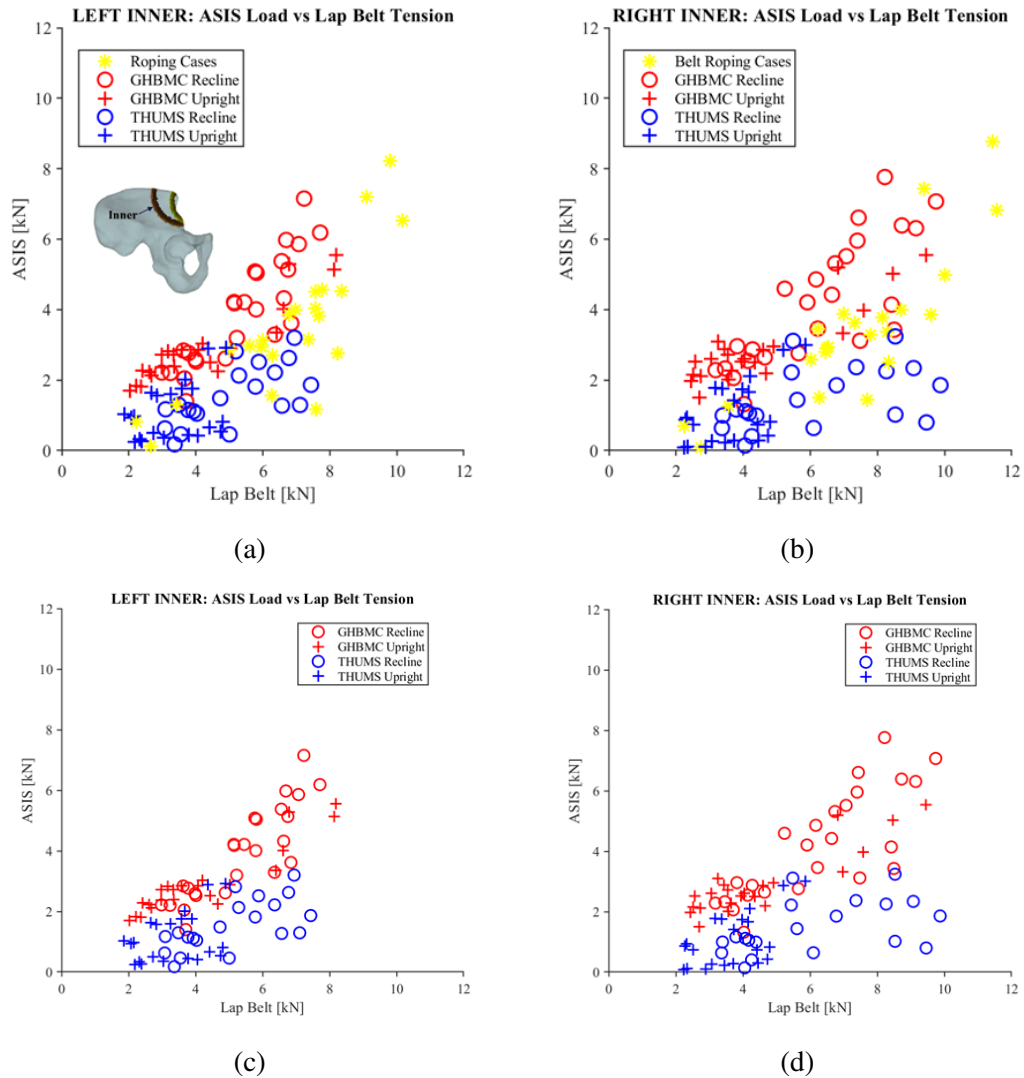 LEFT INNER: ASIS Load vs Lap Belt Tension
12
10
8
6
4
2
0
ASIS [kN]
Roping Cases
GHBMC Recline
GHBMC Upright
THUMS Recline
THUMS Upright
Inner
0 2 4 6 8 10 12
Lap Belt [kN]
(a)
RIGHT INNER: ASIS Load vs Lap Belt Tension
12
10
8
6
4
2
0
ASIS [kN]
Belt Roping Cases
GHBMC Recline
GHBMC Upright
THUMS Recline
THUMS Upright
0 2 4 6 8 10 12
Lap Belt [kN]
(b)
LEFT INNER: ASIS Load vs Lap Belt Tension
12
10
8
6
4
2
0
ASIS [kN]
GHBMC Recline
GHBMC Upright
THUMS Recline
THUMS Upright
0 2 4 6 8 10 12
Lap Belt [kN]
(c)
RIGHT INNER: ASIS Load vs Lap Belt Tension
12
10
8
6
4
2
0
ASIS [kN]
GHBMC Recline
GHBMC Upright
THUMS Recline
THUMS Upright
0 2 4 6 8 10 12
Lap Belt [kN]
(d)